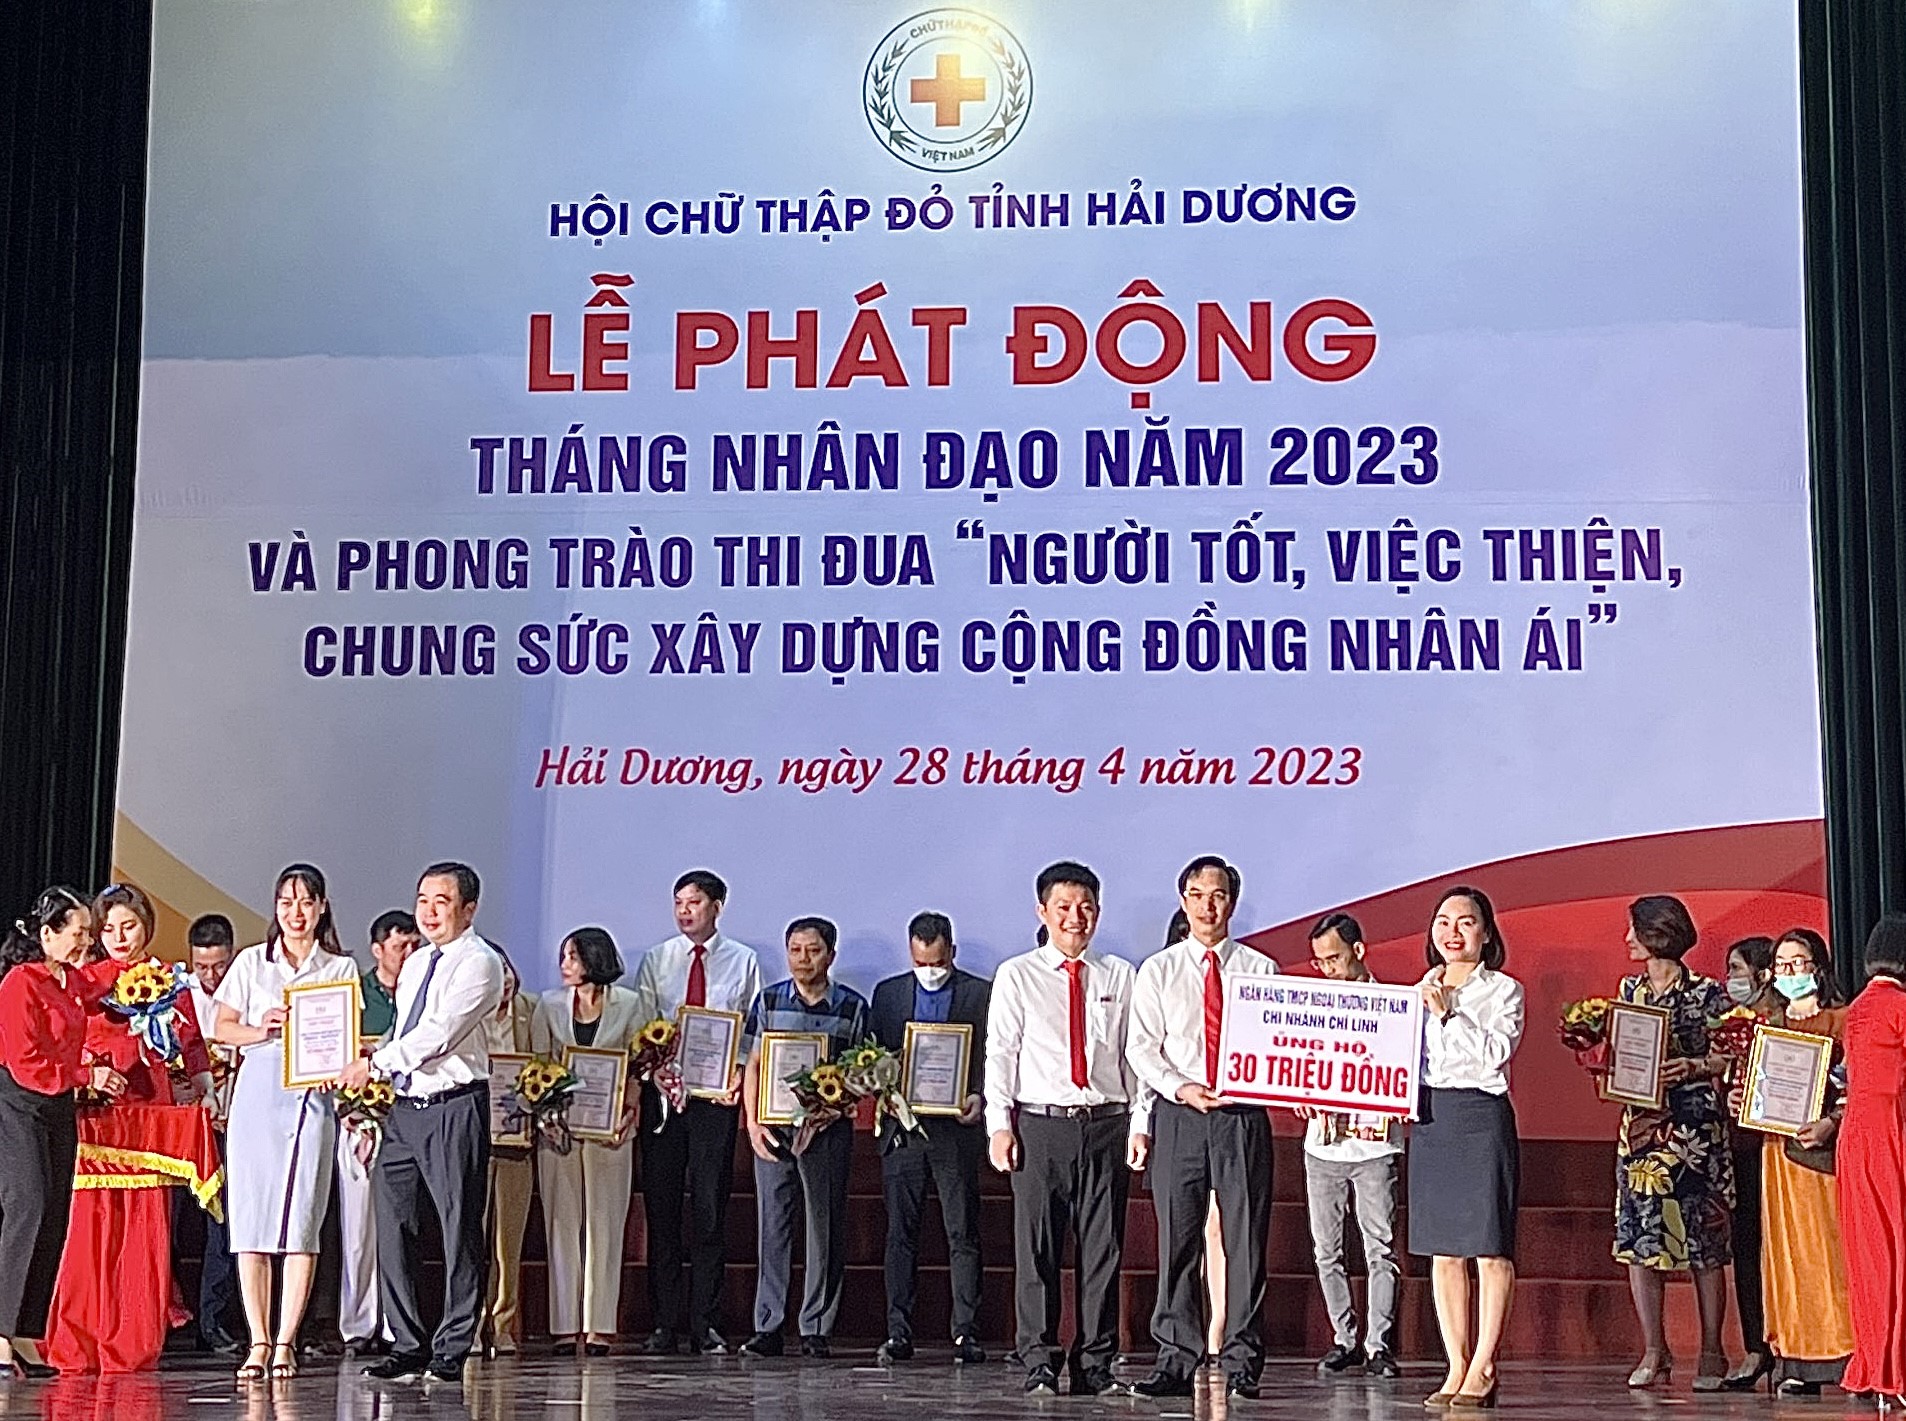 CHỮ THẬP ĐỎ
VIỆT NAM
HỘI CHỮ THẬP ĐỎ TỈNH HẢI DƯƠNG
LỄ PHÁT ĐỘNG
THÁNG NHÂN ĐẠO NĂM 2023
VÀ PHONG TRÀO THI ĐUA “NGƯỜI TỐT, VIỆC THIỆN,
CHUNG SỨC XÂY DỰNG CỘNG ĐỒNG NHÂN ÁI”
Hải Dương, ngày 28 tháng 4 năm 2023
NGÂN HÀNG TMCP NGOẠI THƯƠNG VIỆT NAM
CHI NHÁNH CHÍ LINH
ỦNG HỘ
30 TRIỆU ĐỒNG